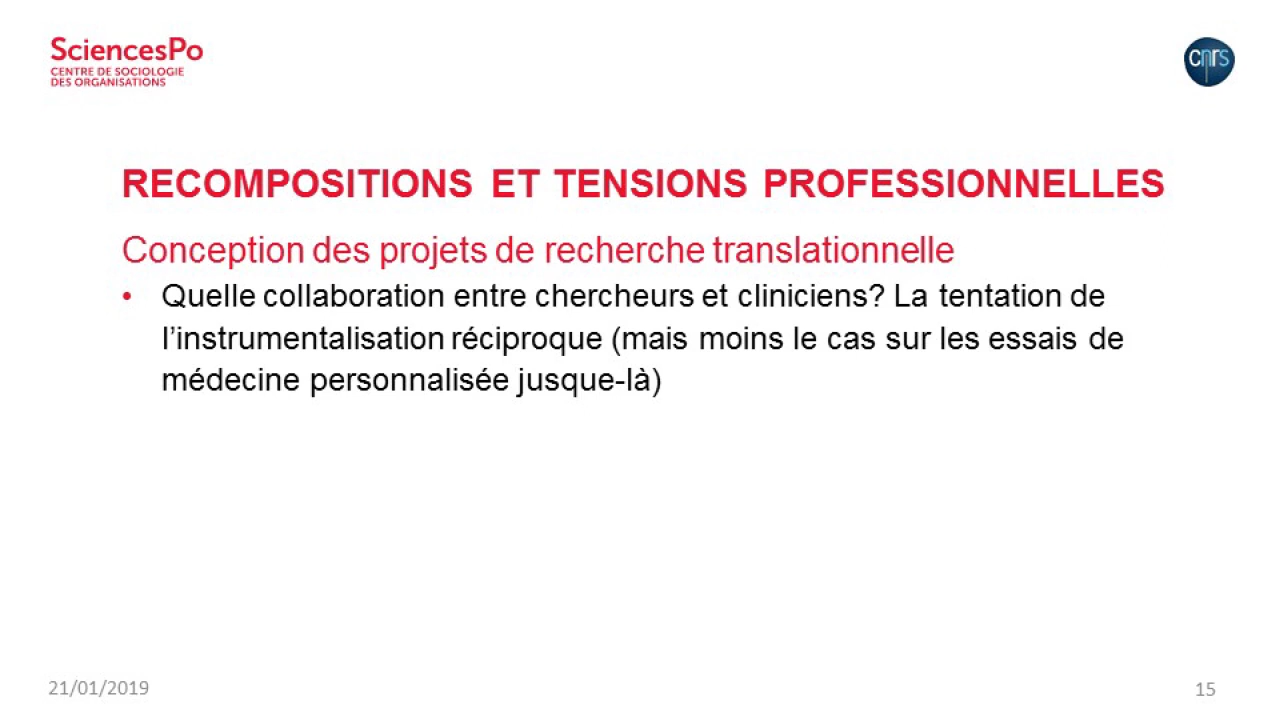 SciencesPo
CENTRE DE SOCIOLOGIE
DES ORGANISATIONS
cnrs
RECOMPOSITIONS ET TENSIONS PROFESSIONNELLES
Conception des projets de recherche translationnelle
• Quelle collaboration entre chercheurs et cliniciens? La tentation de
l’instrumentalisation réciproque (mais moins le cas sur les essais de
médecine personnalisée jusque-là)
21/01/2019
15